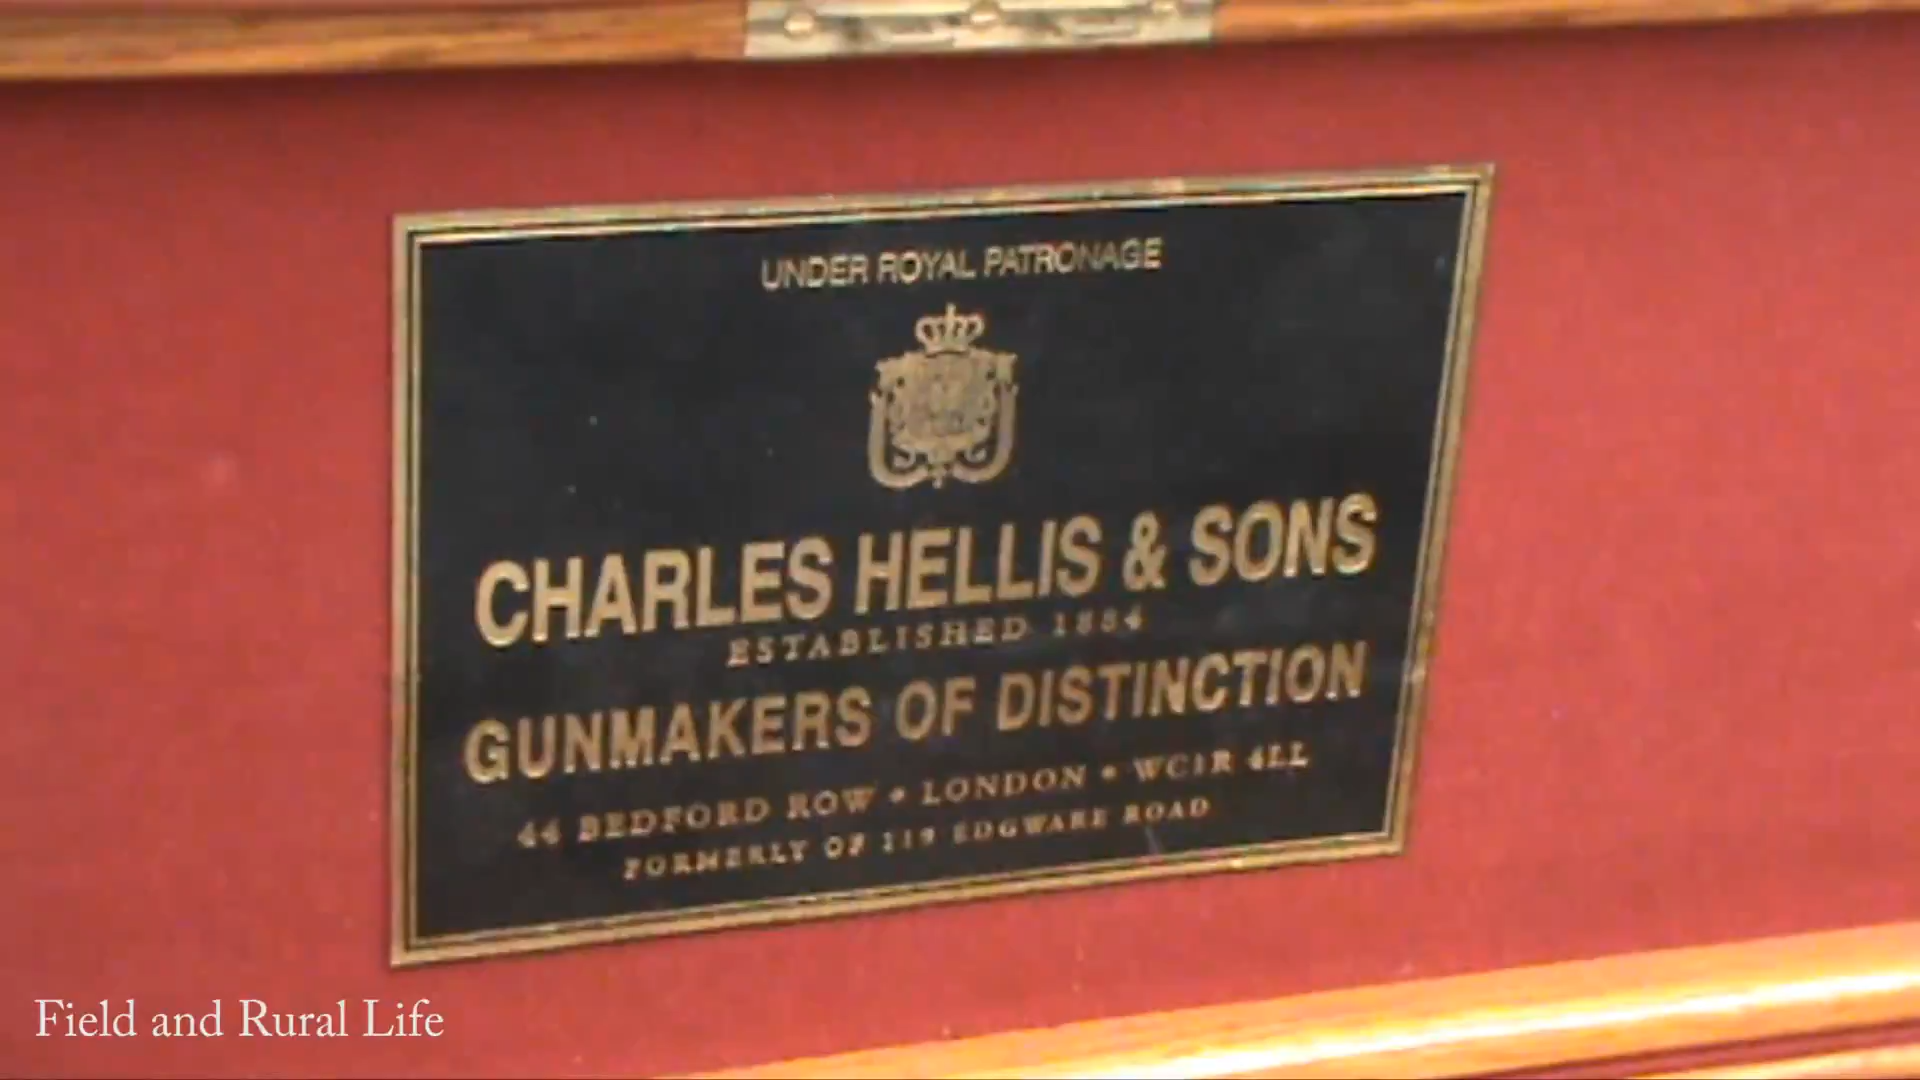 UNDER ROYAL PATRONAGE
CHARLES HELLIS & SONS
ESTABLISHED 1884
GUNMAKERS OF DISTINCTION
44 BEDFORD ROW • LONDON • WC1R 4LL
FORMERLY OF 119 EDGWARE ROAD
Field and Rural Life